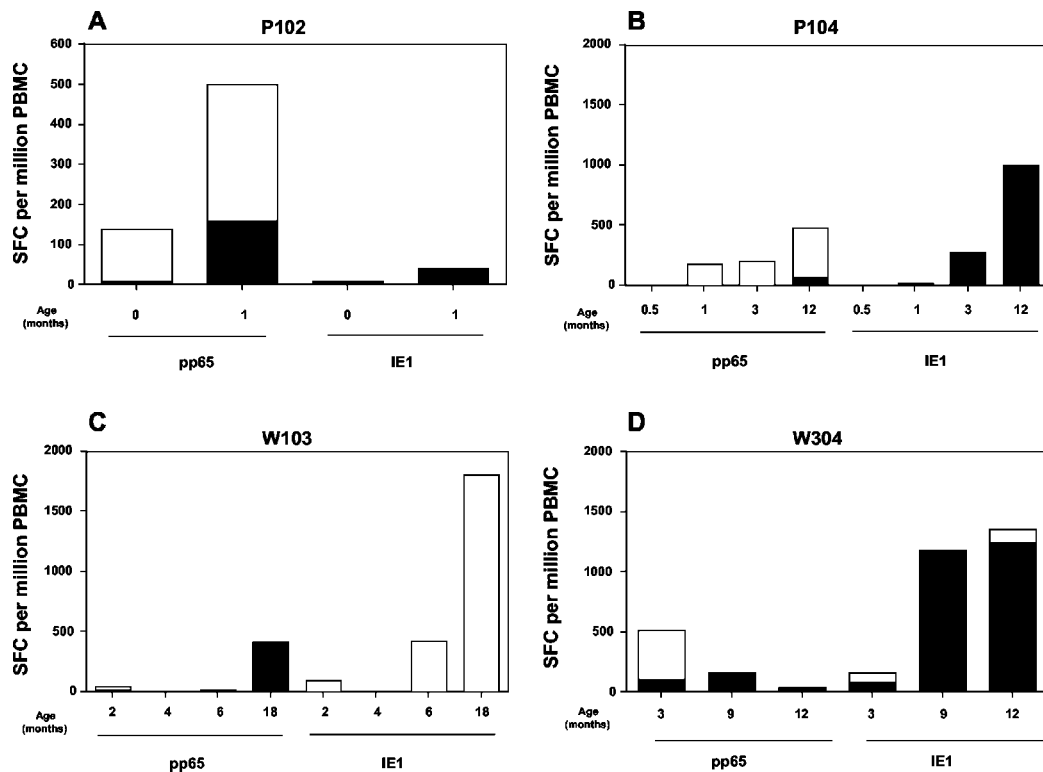 A
P102
SFC per million PBMC
600
500
400
300
200
100
0
Age (months)
0 1 0 1
pp65 IE1
B
P104
SFC per million PBMC
2000
1500
1000
500
0
Age (months)
0.5 1 3 12 0.5 1 3 12
pp65 IE1
C
W103
SFC per million PBMC
2000
1500
1000
500
0
Age (months)
2 4 6 18 2 4 6 18
pp65 IE1
D
W304
SFC per million PBMC
2000
1500
1000
500
0
Age (months)
3 9 12 3 9 12
pp65 IE1